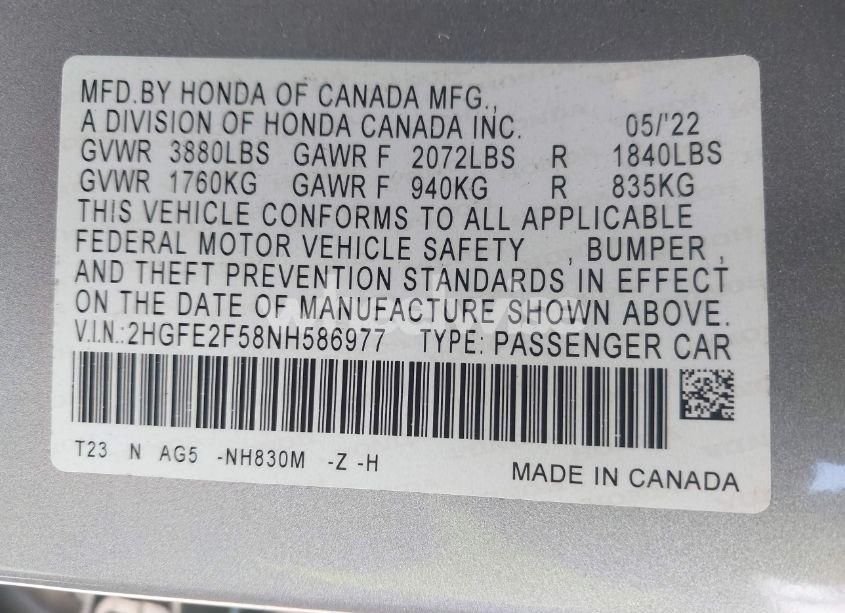 MFD.BY HONDA OF CANADA MFG.,
A DIVISION OF HONDA CANADA INC. 05/'22
GVWR 3880LBS GAWR F 2072LBS R 1840LBS
GVWR 1760KG GAWR F 940KG R 835KG
THIS VEHICLE CONFORMS TO ALL APPLICABLE
FEDERAL MOTOR VEHICLE SAFETY , BUMPER ,
AND THEFT PREVENTION STANDARDS IN EFFECT
ON THE DATE OF MANUFACTURE SHOWN ABOVE.
V.I.N.:2HGFE2F58NH586977 TYPE: PASSENGER CAR
T23 N AG5 -NH830M -Z -H
MADE IN CANADA